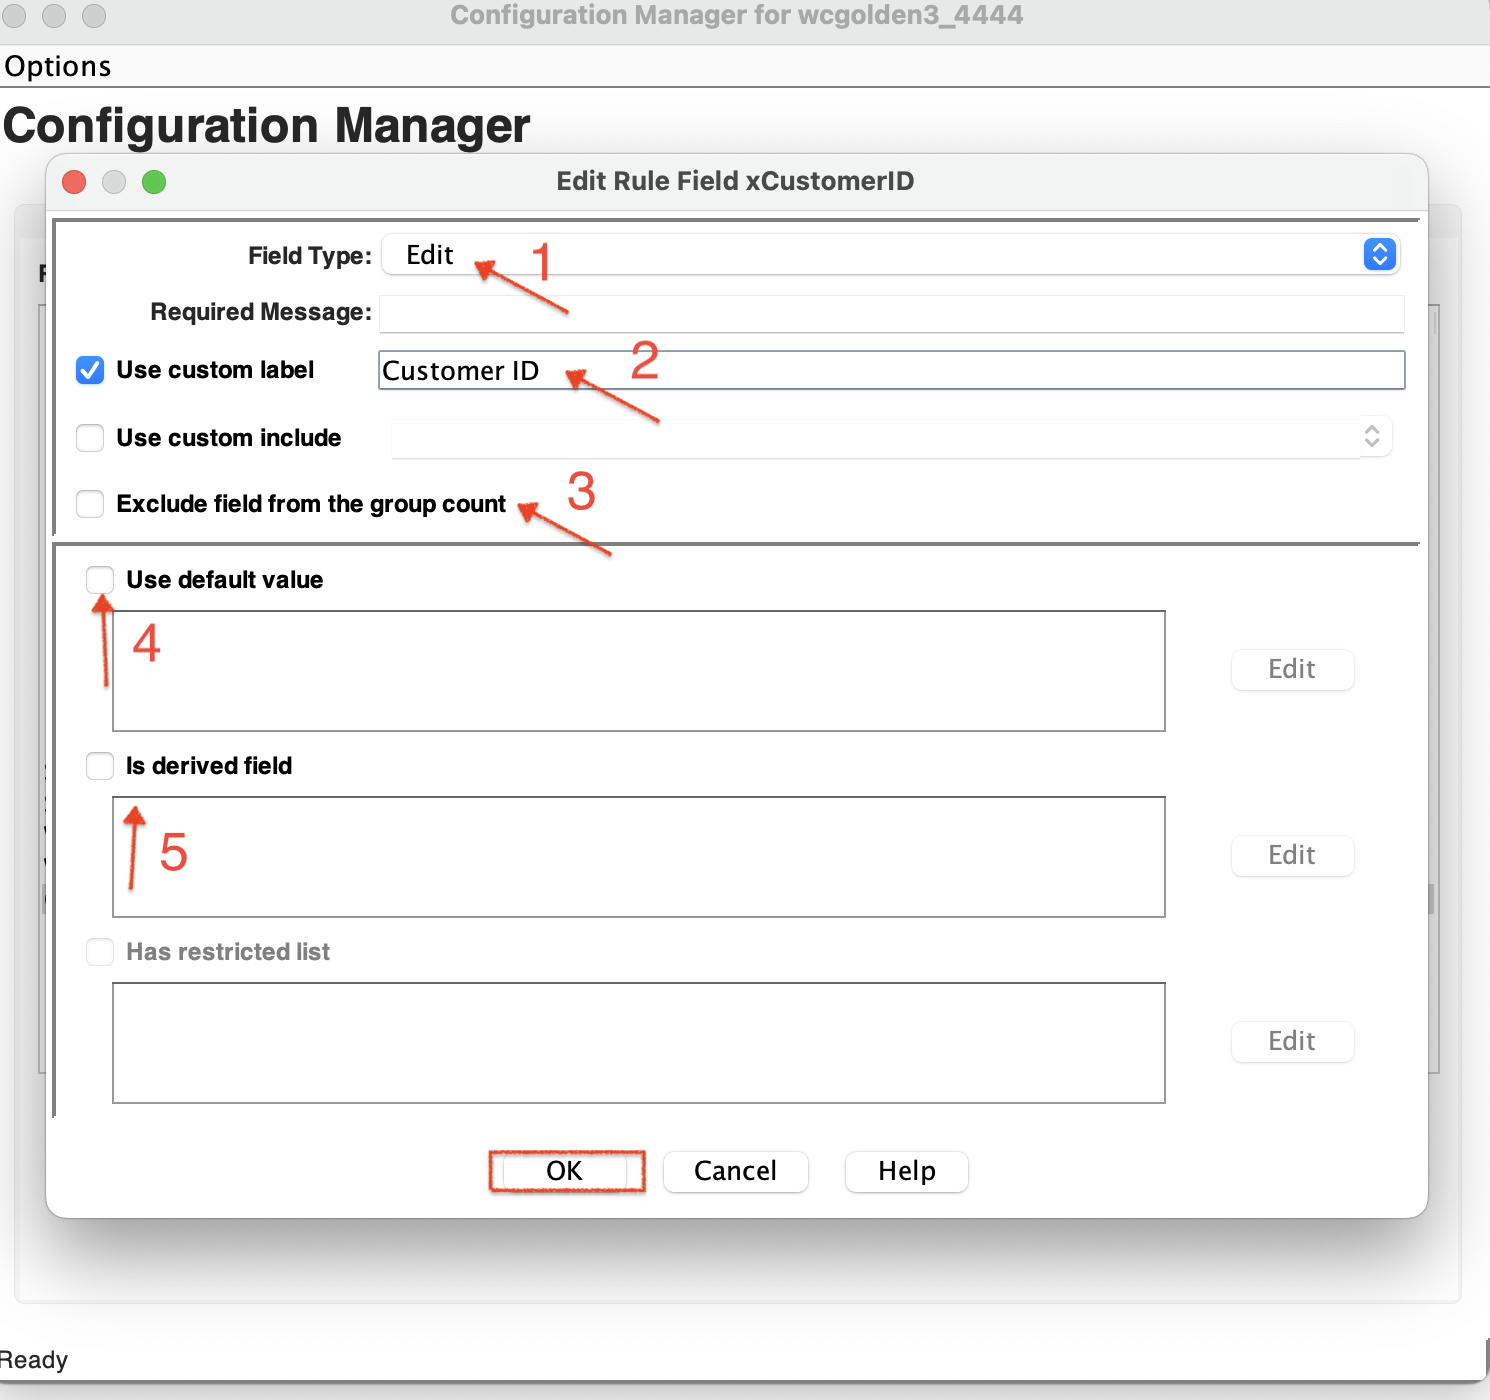 Configuration Manager for wcgolden3_4444
Options
Configuration Manager
Edit Rule Field xCustomerID
Field Type: Edit 1
Required Message:
Use custom label Customer ID 2
Use custom include
Exclude field from the group count 3
Use default value
4
Edit
Is derived field
5
Edit
Has restricted list
Edit
OK Cancel Help
Ready